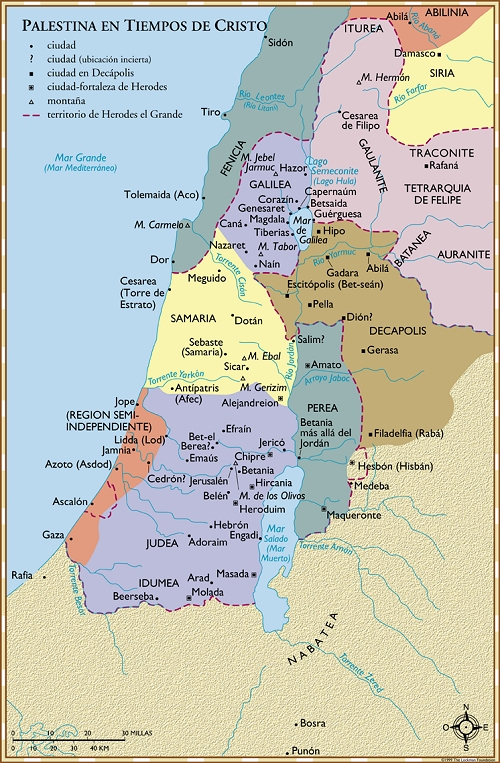 PALESTINA EN TIEMPOS DE CRISTO
ciudad
? ciudad (ubicación incierta)
ciudad en Decápolis
ciudad-fortaleza de Herodes
montaña
territorio de Herodes el Grande
ABILINIA
Abilá
Río Abaná
ITUREA
Sidón
Damasco
M. Hermón
SIRIA
Río Leontes
(Río Litani)
Río Farfar
Tiro
Cesarea
de Filipo
FENICIA
GAULANITE
TRACONITE
Rafaná
TETRARQUIA
DE FILIPE
Mar Grande
(Mar Mediterráneo)
M. Jebel
Jarmuc
Hazor
Lago
Semeconite
(Lago Hula)
GALILEA
Capernaúm
Corazín
Betsaida
Genesaret
Guérguesa
Magdala
Mar
de
Galilea
Tolemaida (Aco)
M. Carmelo
Caná
Tiberias
Hipo
BATANEA
AURANITE
Nazaret
M. Tabor
Río Jarmuc
Abilá
Gadara
Naín
Dor
Torrente Cisón
Meguido
Escitópolis (Bet-seán)
Cesarea
(Torre de
Estrato)
Pella
SAMARIA
Dotán
Dión?
DECAPOLIS
Salim?
Sebaste
(Samaria)
M. Ebal
Río Jordán
Gerasa
Sicar
Amato
Torrente Yarkón
M. Gerizim
Arroyo Jaboc
Antípatris
(Afec)
Alejandreion
PEREA
Jope
(REGION SEMI-
INDEPENDIENTE)
Efraín
Betania
más allá del
Jordán
Lidda (Lod)
Bet-el
Jericó
Filadelfia (Rabá)
Jamnia
Berea?
Emaús
Chipre
Azoto (Asdod)
Betania
Hesbón (Hisbán)
Cedrón?
Jerusalén
Hircania
Medeba
Belén
M. de los Olivos
Ascalón
Heroduim
Maqueronte
Hebrón
Mar
Salado
(Mar
Muerto)
Gaza
Engadi
JUDEA
Adoraim
Torrente Arnón
Rafia
Masada
Arad
IDUMEA
Torrente Besor
Beerseba
Molada
NABATEA
Torrente Zered
Bosra
Punón
0 10 20 30 MILLAS
0 10 20 30 40 KM
N
O E
S
©1999 The Lockman Foundation